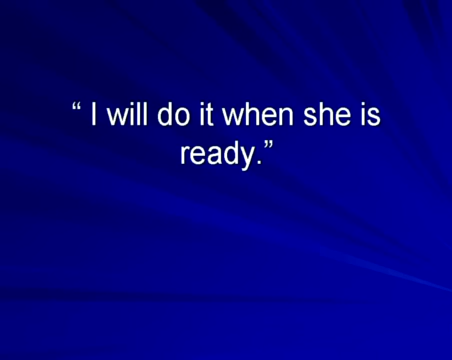 “ I will do it when she is
ready.”